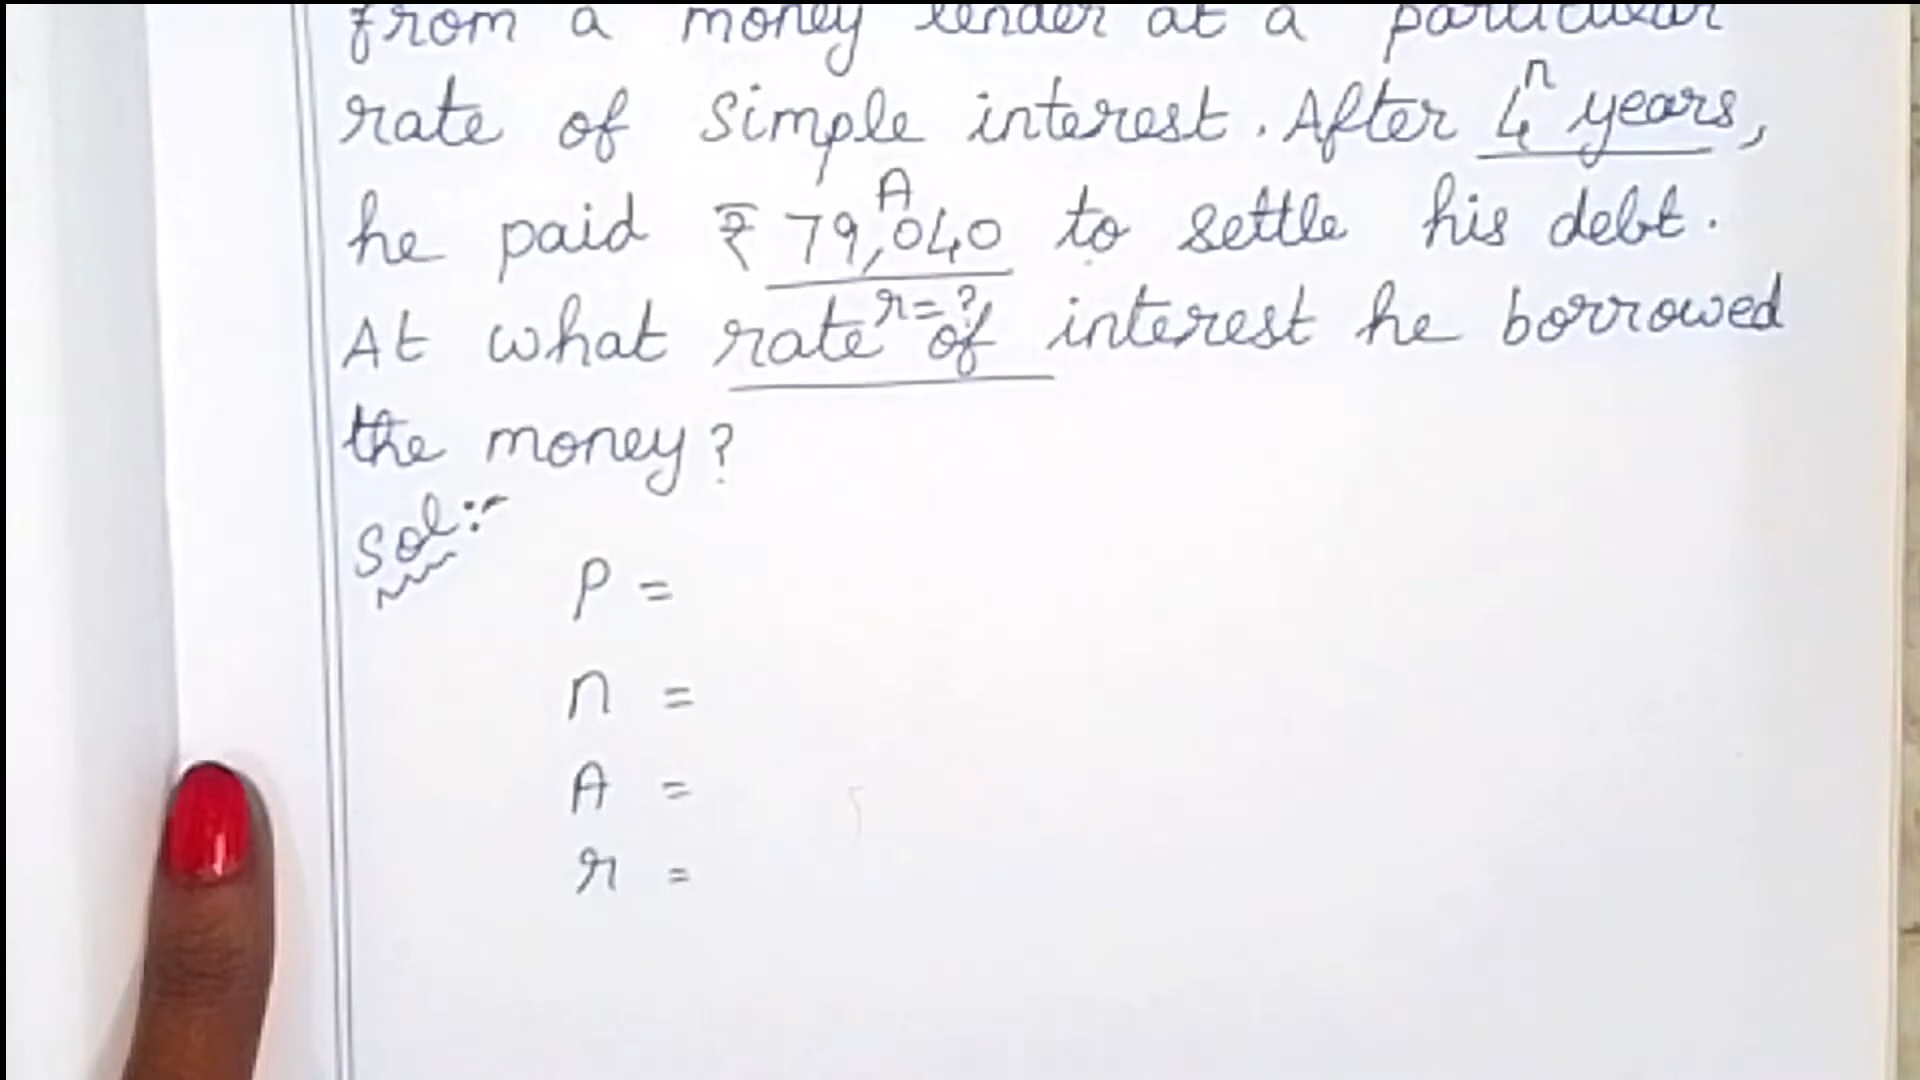 from a money lender at a particular
rate of simple interest. After 4 years,
n
he paid ₹ 79,040 to settle his debt.
A
At what rate of interest he borrowed
r=?
the money?
Sol:-
P =
n =
A =
r =